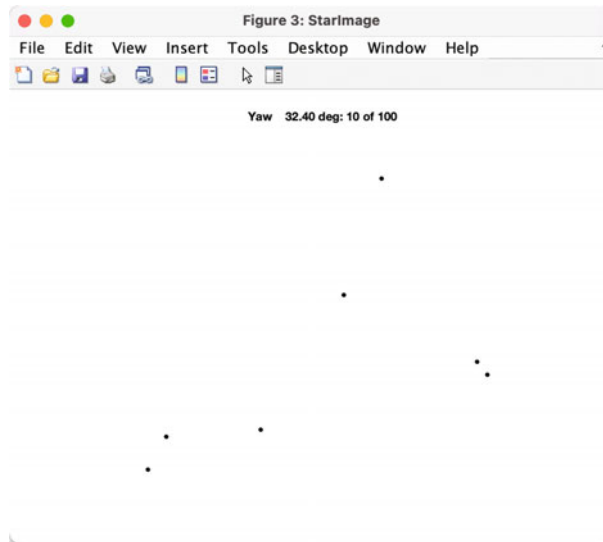 Figure 3: StarImage
File Edit View Insert Tools Desktop Window Help
Yaw 32.40 deg: 10 of 100